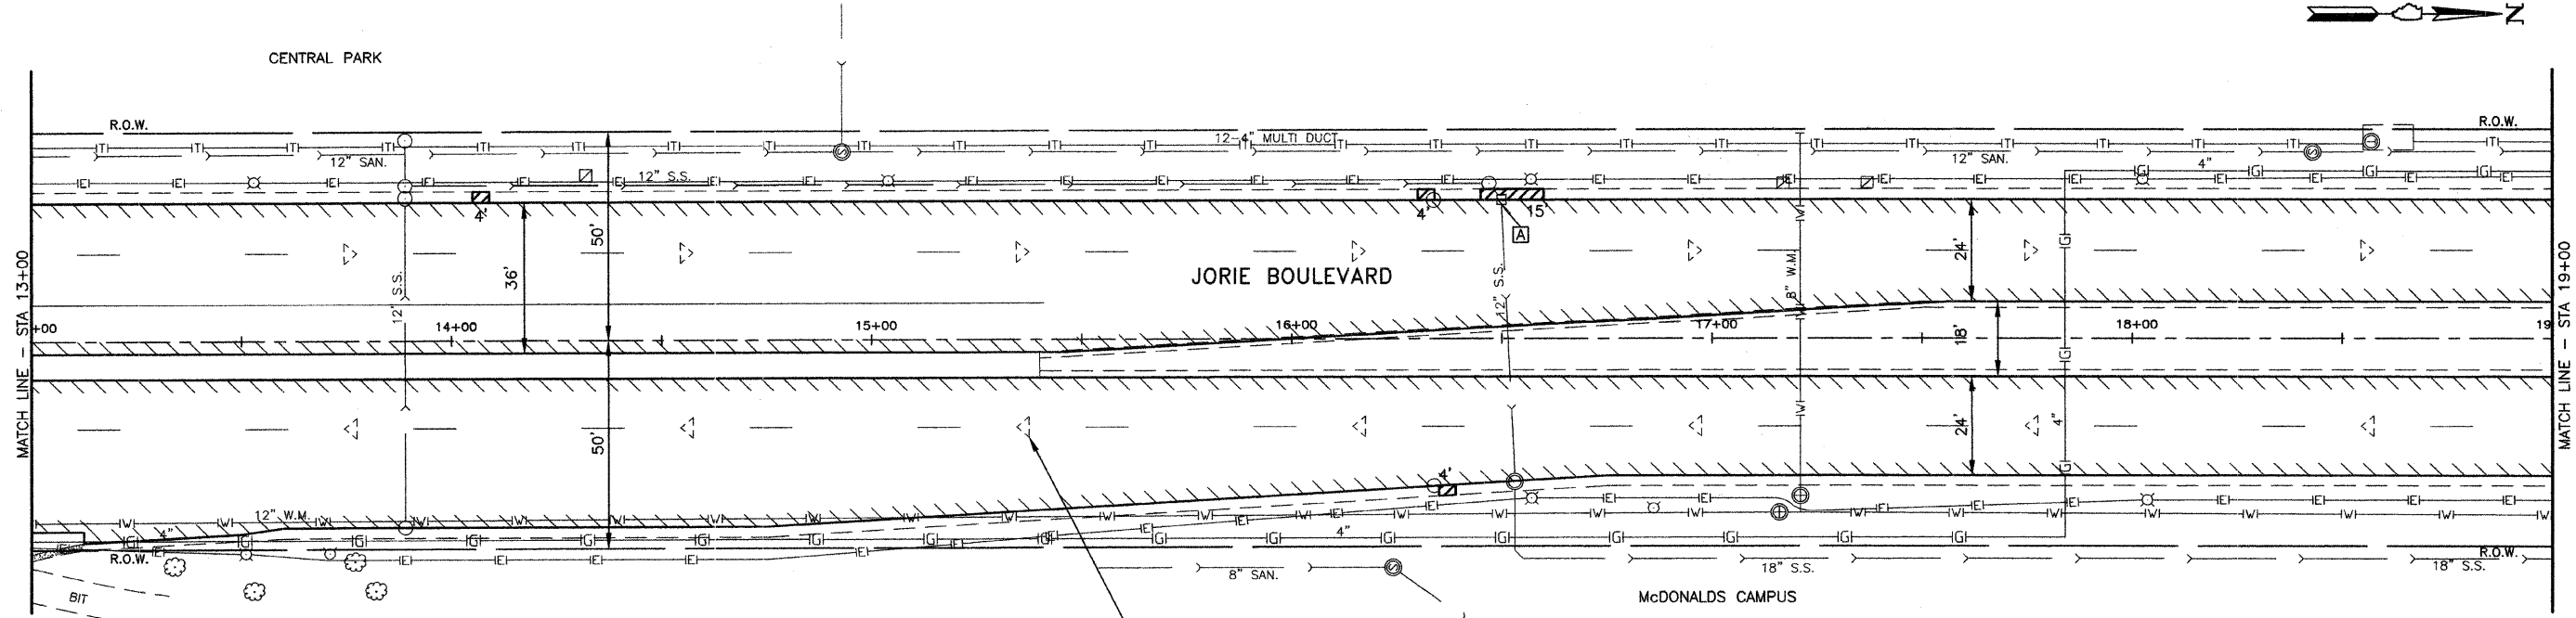 N
CENTRAL PARK
R.O.W.
12-4" MULTI DUCT
R.O.W.
12" SAN.
12" SAN.
4"
12" S.S.
4'
4'
15'
A
50'
36'
24'
12" S.S.
12" S.S.
8" W.M.
JORIE BOULEVARD
MATCH LINE - STA 13+00
MATCH LINE - STA 19+00
+00
14+00
15+00
16+00
17+00
18+00
19
18'
50'
24'
4"
4'
12" W.M.
4"
4"
R.O.W.
R.O.W.
BIT
8" SAN.
18" S.S.
18" S.S.
McDONALDS CAMPUS